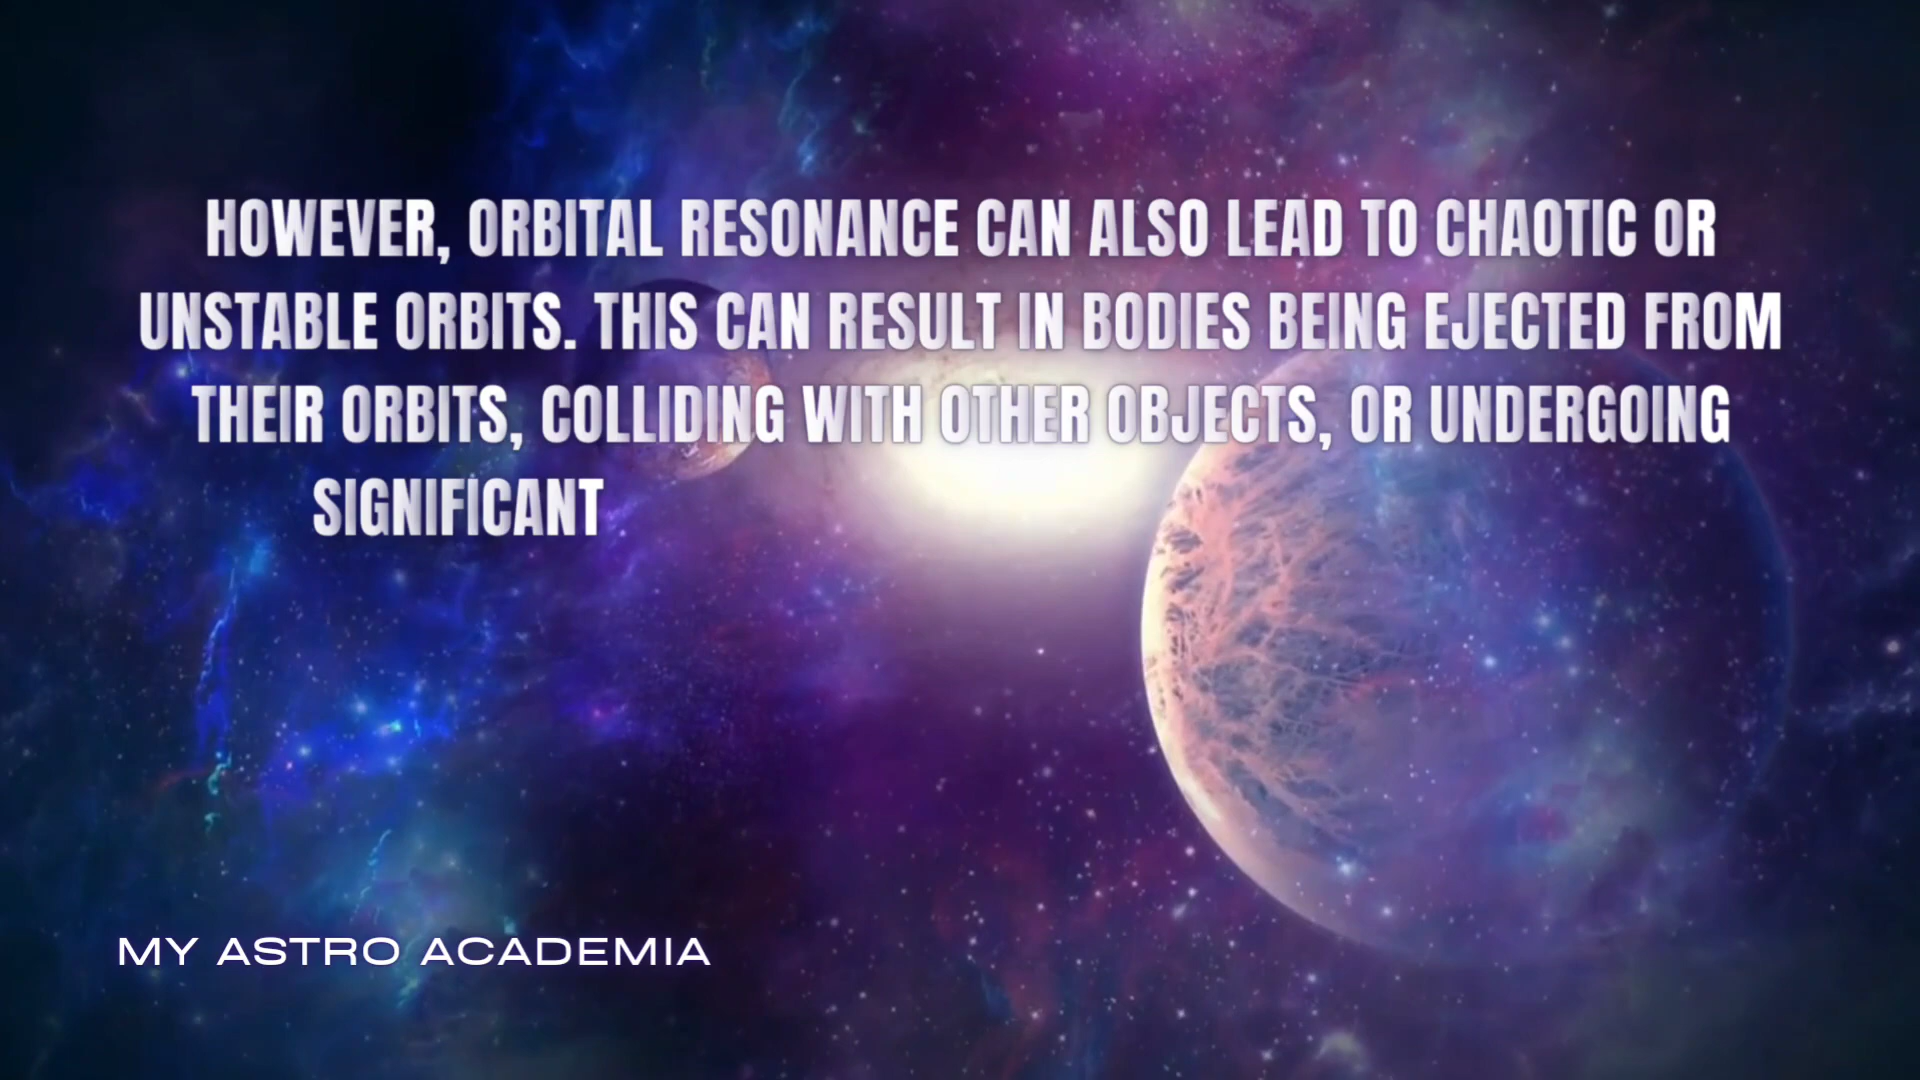 HOWEVER, ORBITAL RESONANCE CAN ALSO LEAD TO CHAOTIC OR
UNSTABLE ORBITS. THIS CAN RESULT IN BODIES BEING EJECTED FROM
THEIR ORBITS, COLLIDING WITH OTHER OBJECTS, OR UNDERGOING
SIGNIFICANT
MY ASTRO ACADEMIA